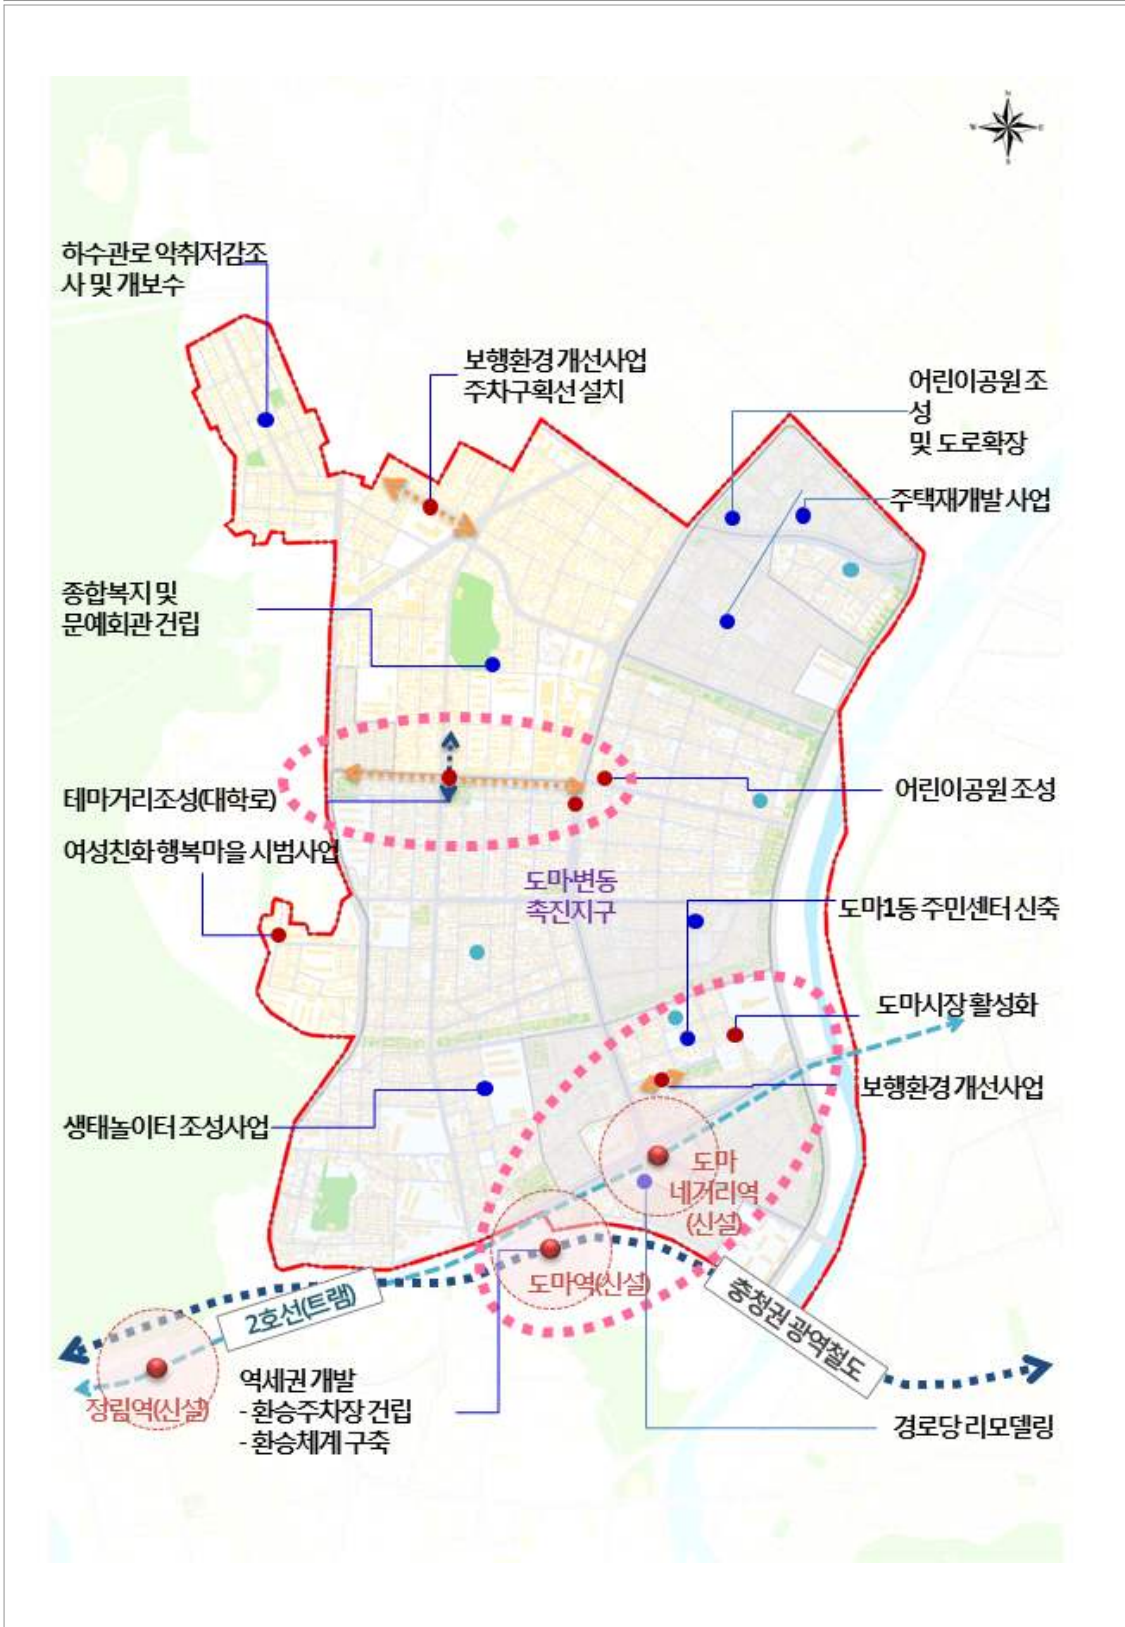 N
W
E
S
하수관로 악취저감조
사 및 개보수
보행환경 개선사업
주차구획선 설치
어린이공원 조
성
및 도로확장
주택재개발 사업
종합복지 및
문예회관 건립
테마거리조성(대학로)
어린이공원 조성
여성친화 행복마을 시범사업
도마·변동
촉진지구
도마1동 주민센터 신축
도마시장 활성화
보행환경 개선사업
생태놀이터 조성사업
도마
네거리역
(신설)
도마역(신설)
2호선(트램)
충청권 광역철도
정림역(신설)
역세권 개발
- 환승주차장 건립
- 환승체계 구축
경로당 리모델링